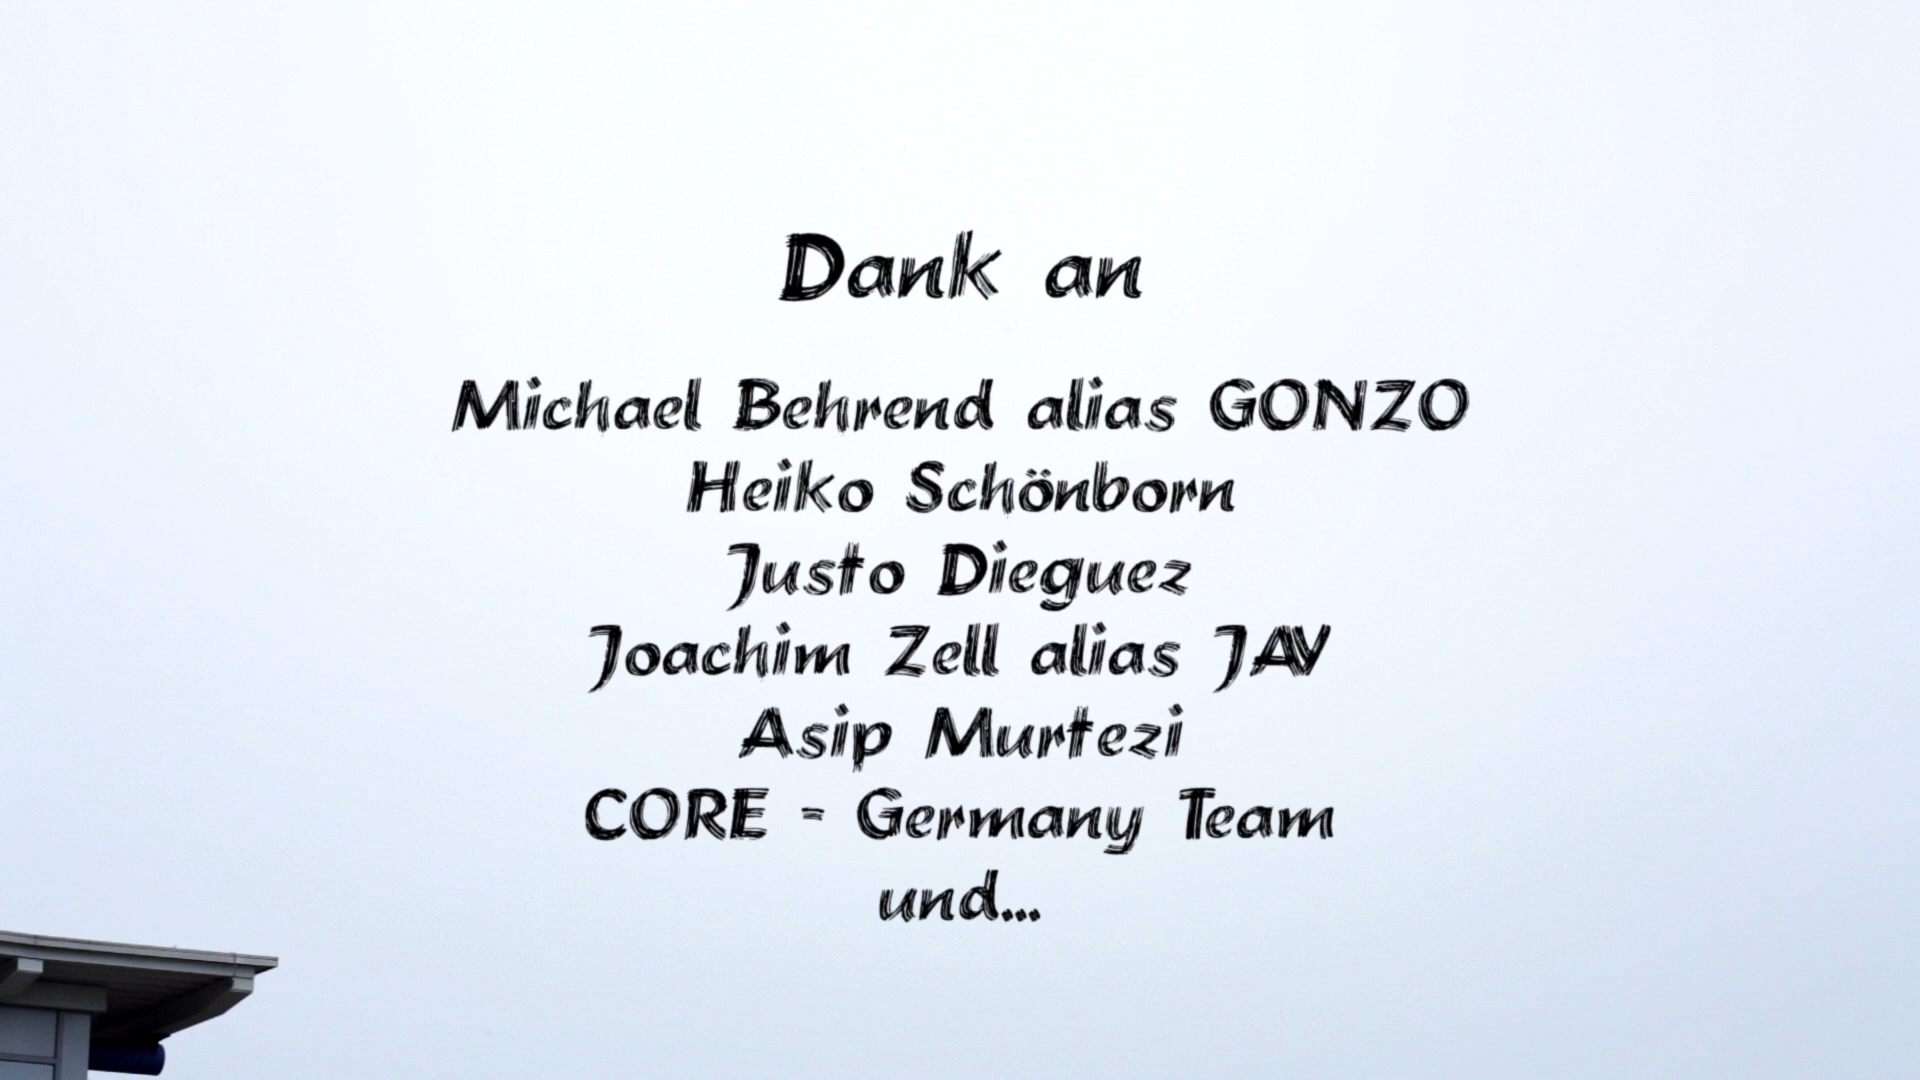 Dank an
Michael Behrend alias GONZO
Heiko Schönborn
Justo Dieguez
Joachim Zell alias JAY
Asip Murtezi
CORE = Germany Team
und...